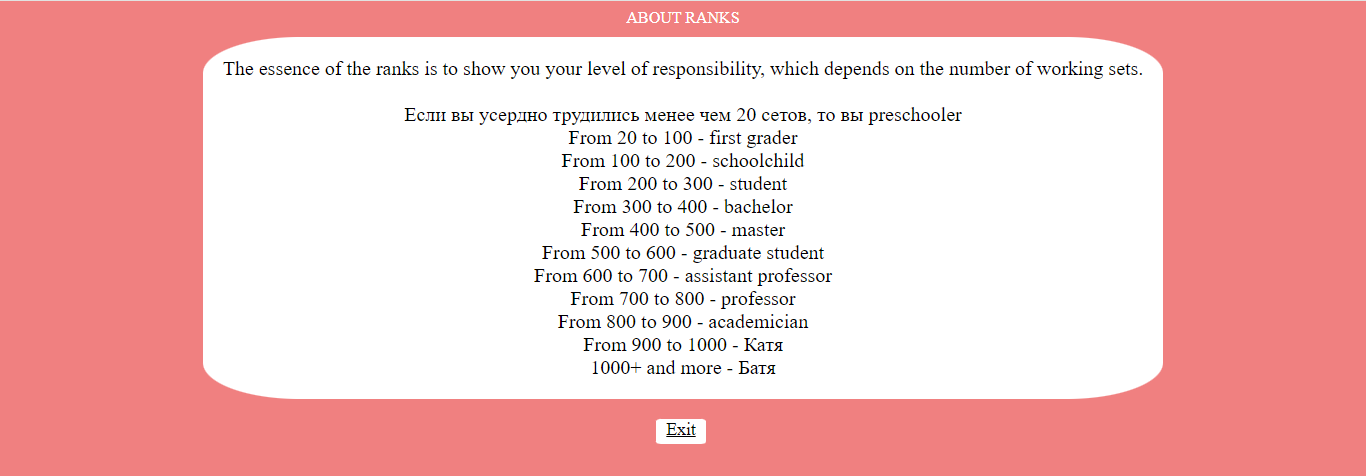 ABOUT RANKS
The essence of the ranks is to show you your level of responsibility, which depends on the number of working sets.
Если вы усердно трудились менее чем 20 сетов, то вы preschooler
From 20 to 100 - first grader
From 100 to 200 - schoolchild
From 200 to 300 - student
From 300 to 400 - bachelor
From 400 to 500 - master
From 500 to 600 - graduate student
From 600 to 700 - assistant professor
From 700 to 800 - professor
From 800 to 900 - academician
From 900 to 1000 - Катя
1000+ and more - Батя
Exit